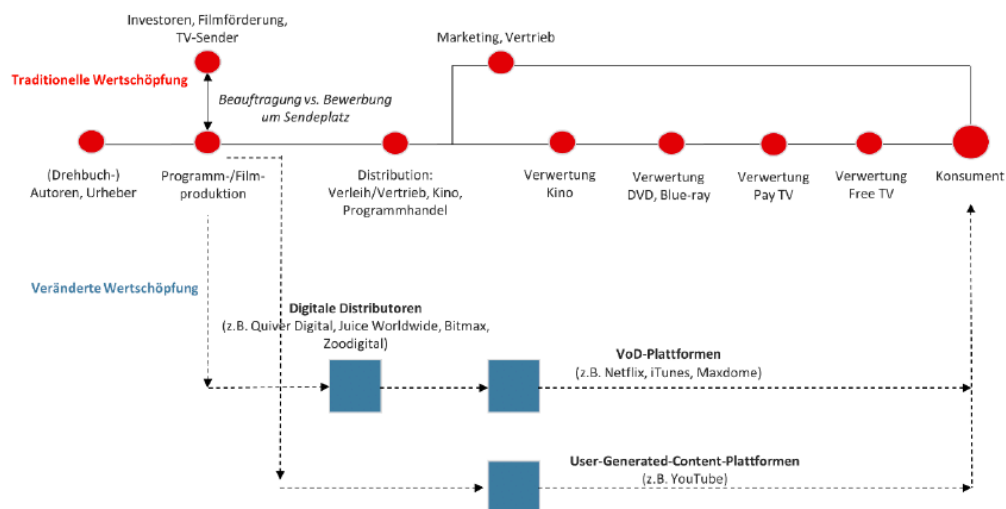 Investoren, Filmförderung,
TV-Sender
Marketing, Vertrieb
Traditionelle Wertschöpfung
Beauftragung vs. Bewerbung
um Sendeplatz
(Drehbuch-)
Autoren, Urheber
Programm-/Film-
produktion
Distribution:
Verleih/Vertrieb, Kino,
Programmhandel
Verwertung
Kino
Verwertung
DVD, Blue-ray
Verwertung
Pay TV
Verwertung
Free TV
Konsument
Veränderte Wertschöpfung
Digitale Distributoren
(z.B. Quiver Digital, Juice Worldwide, Bitmax,
Zoodigital)
VoD-Plattformen
(z.B. Netflix, iTunes, Maxdome)
User-Generated-Content-Plattformen
(z.B. YouTube)